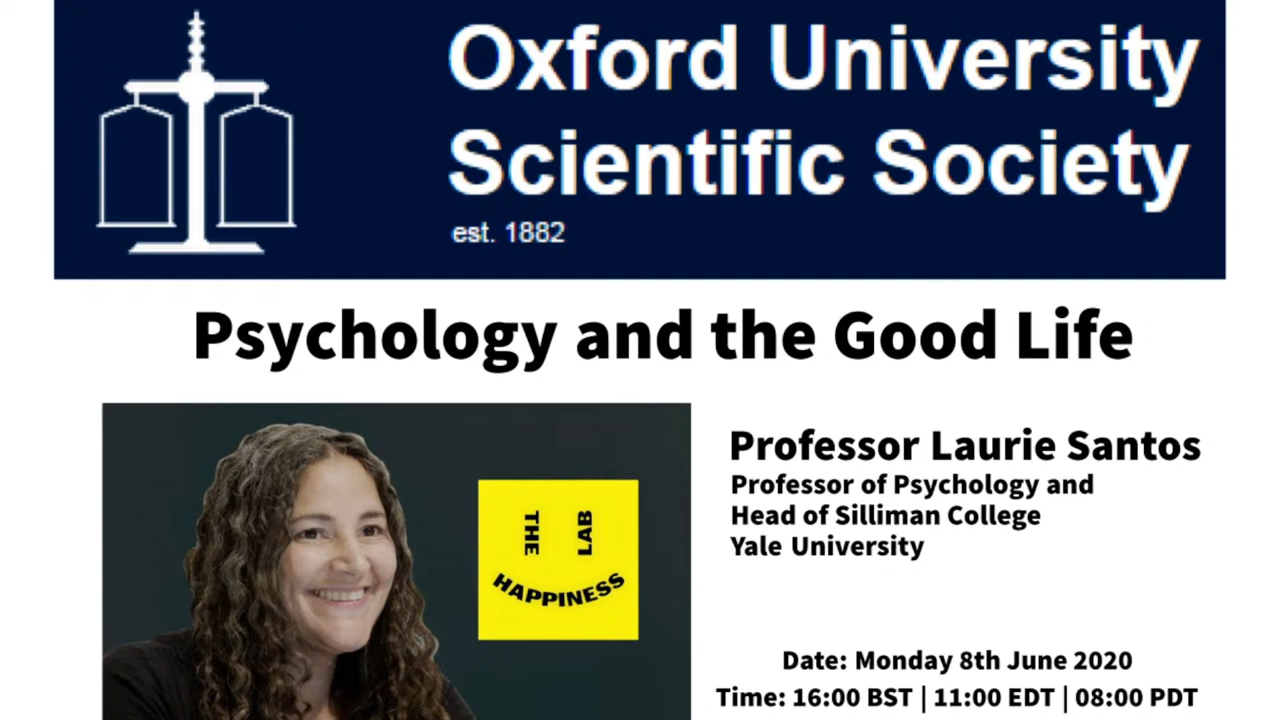 Oxford University
Scientific Society
est. 1882
Psychology and the Good Life
THE LAB
HAPPINESS
Professor Laurie Santos
Professor of Psychology and
Head of Silliman College
Yale University
Date: Monday 8th June 2020
Time: 16:00 BST | 11:00 EDT | 08:00 PDT